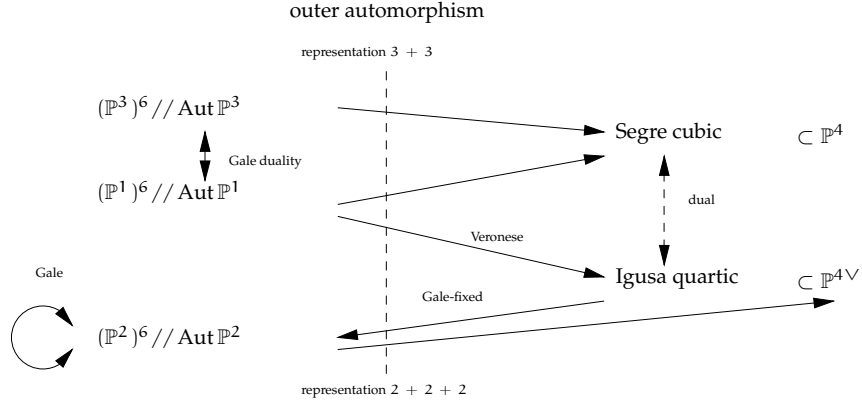 outer automorphism
representation 3 + 3
(ℙ³)⁶ // Aut ℙ³
Segre cubic ⊂ ℙ⁴
Gale duality
(ℙ¹)⁶ // Aut ℙ¹
dual
Veronese
Gale
Igusa quartic ⊂ ℙ⁴∨
Gale-fixed
(ℙ²)⁶ // Aut ℙ²
representation 2 + 2 + 2